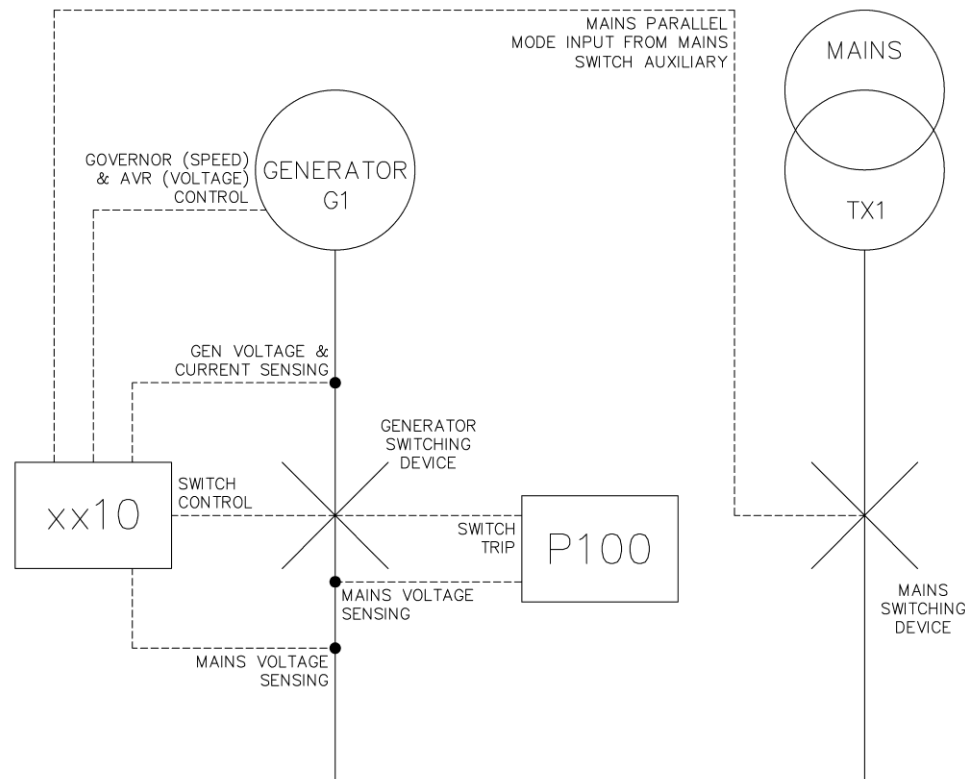 MAINS PARALLEL
MODE INPUT FROM MAINS
SWITCH AUXILIARY
MAINS
TX1
GOVERNOR (SPEED)
& AVR (VOLTAGE)
CONTROL
GENERATOR
G1
GEN VOLTAGE &
CURRENT SENSING
GENERATOR
SWITCHING
DEVICE
xx10
SWITCH
CONTROL
SWITCH
TRIP
P100
MAINS VOLTAGE
SENSING
MAINS VOLTAGE
SENSING
MAINS
SWITCHING
DEVICE